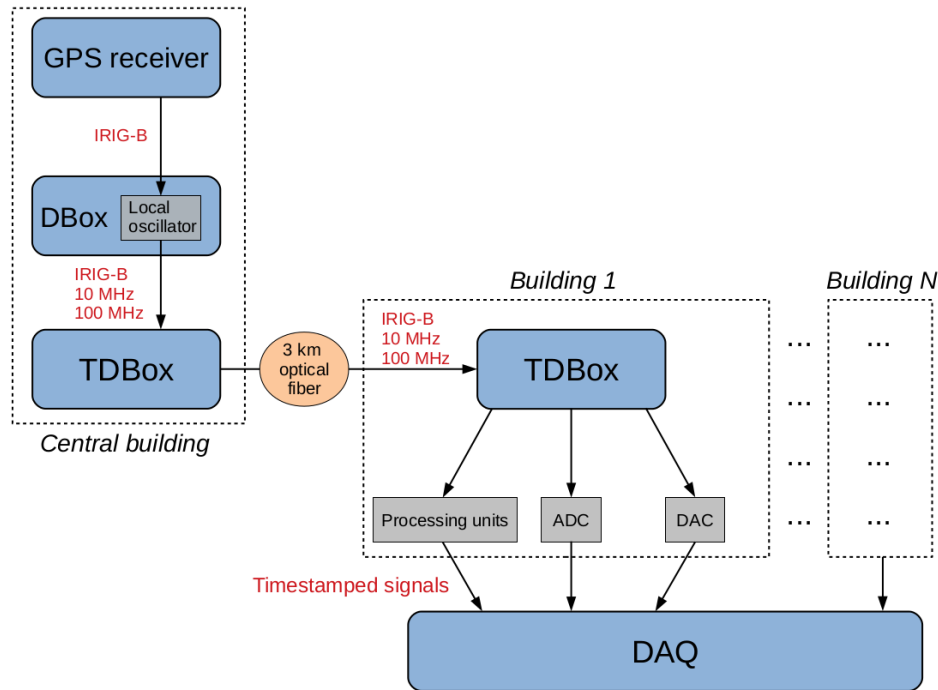 GPS receiver
IRIG-B
DBox
Local
oscillator
IRIG-B
10 MHz
100 MHz
TDBox
Central building
3 km
optical
fiber
Building 1
IRIG-B
10 MHz
100 MHz
TDBox
Processing units
ADC
DAC
Building N
... ...
... ...
... ...
... ...
Timestamped signals
DAQ